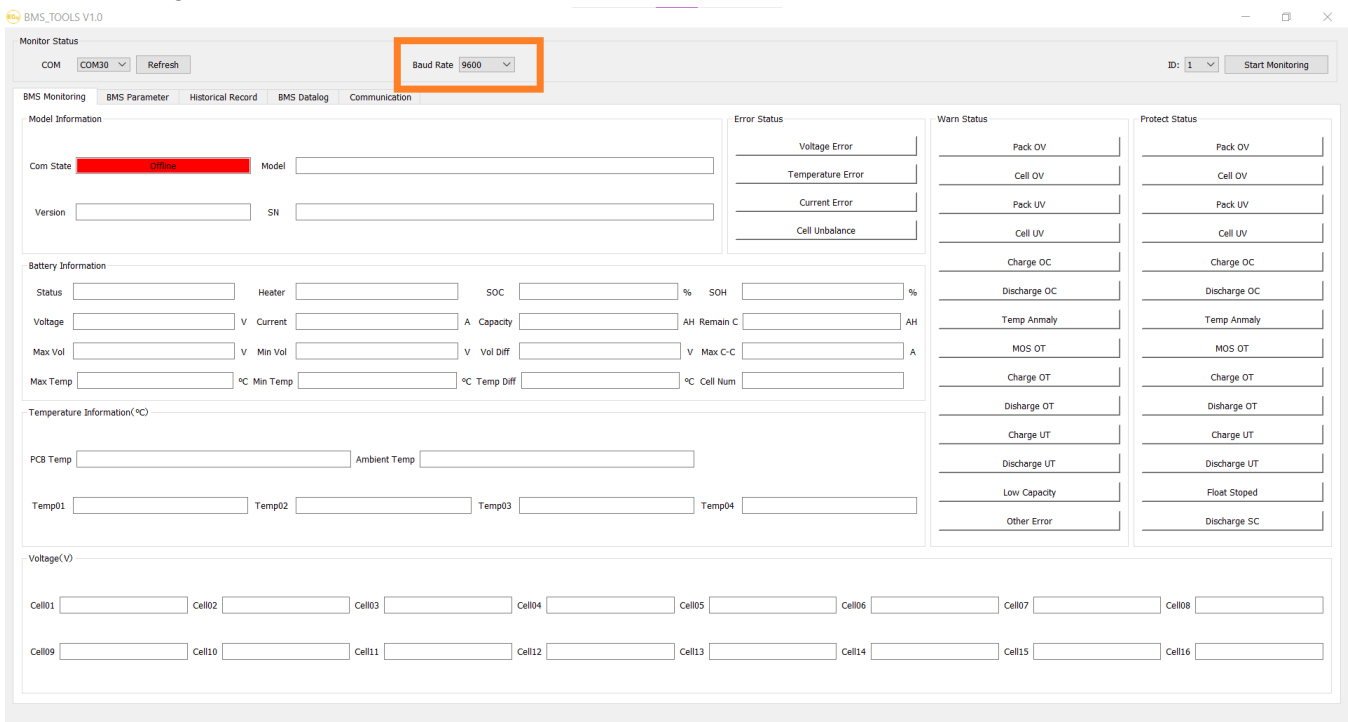 BMS_TOOLS V1.0
Monitor Status
COM COM30 Refresh Baud Rate 9600 ID: 1 Start Monitoring
BMS Monitoring BMS Parameter Historical Record BMS Datalog Communication
Model Information
Com State Offline Model
Version SN
Error Status
Voltage Error
Temperature Error
Current Error
Cell Unbalance
Battery Information
Status Heater SOC % SOH %
Voltage V Current A Capacity AH Remain C AH
Max Vol V Min Vol V Vol Diff V Max C-C A
Max Temp ºC Min Temp ºC Temp Diff ºC Cell Num
Temperature Information(ºC)
PCB Temp Ambient Temp
Temp01 Temp02 Temp03 Temp04
Warn Status
Pack OV
Cell OV
Pack UV
Cell UV
Charge OC
Discharge OC
Temp Anmaly
MOS OT
Charge OT
Disharge OT
Charge UT
Discharge UT
Low Capacity
Other Error
Protect Status
Pack OV
Cell OV
Pack UV
Cell UV
Charge OC
Discharge OC
Temp Anmaly
MOS OT
Charge OT
Disharge OT
Charge UT
Discharge UT
Float Stoped
Discharge SC
Voltage(V)
Cell01 Cell02 Cell03 Cell04 Cell05 Cell06 Cell07 Cell08
Cell09 Cell10 Cell11 Cell12 Cell13 Cell14 Cell15 Cell16